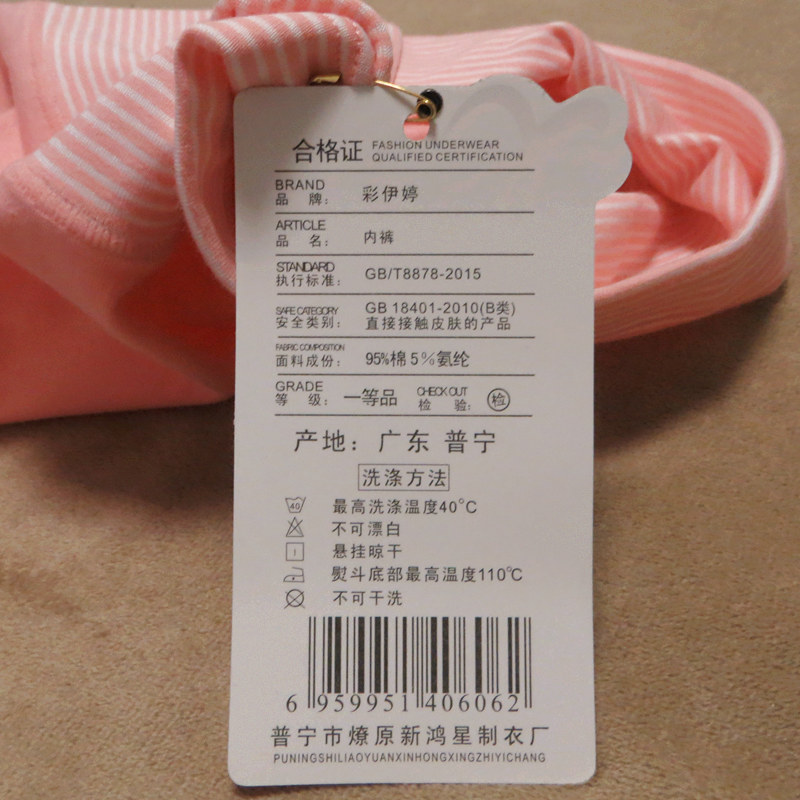 合格证 FASHION UNDERWEAR
QUALIFIED CERTIFICATION
BRAND
品 牌: 彩伊婷
ARTICLE
品 名: 内裤
STANDARD
执行标准: GB/T8878-2015
SAFE CATEGORY GB 18401-2010(B类)
安全类别: 直接接触皮肤的产品
FABRIC COMPOSITION
面料成份: 95%棉 5%氨纶
GRADE
等 级: 一等品 CHECK OUT
检 验: 检
产地: 广东 普宁
洗涤方法
40 最高洗涤温度40°C
不可漂白
悬挂晾干
熨斗底部最高温度110℃
不可干洗
6 959951 406062
普宁市燎原新鸿星制衣厂
PUNINGSHILIAOYUANXINHONGXINGZHIYICHANG